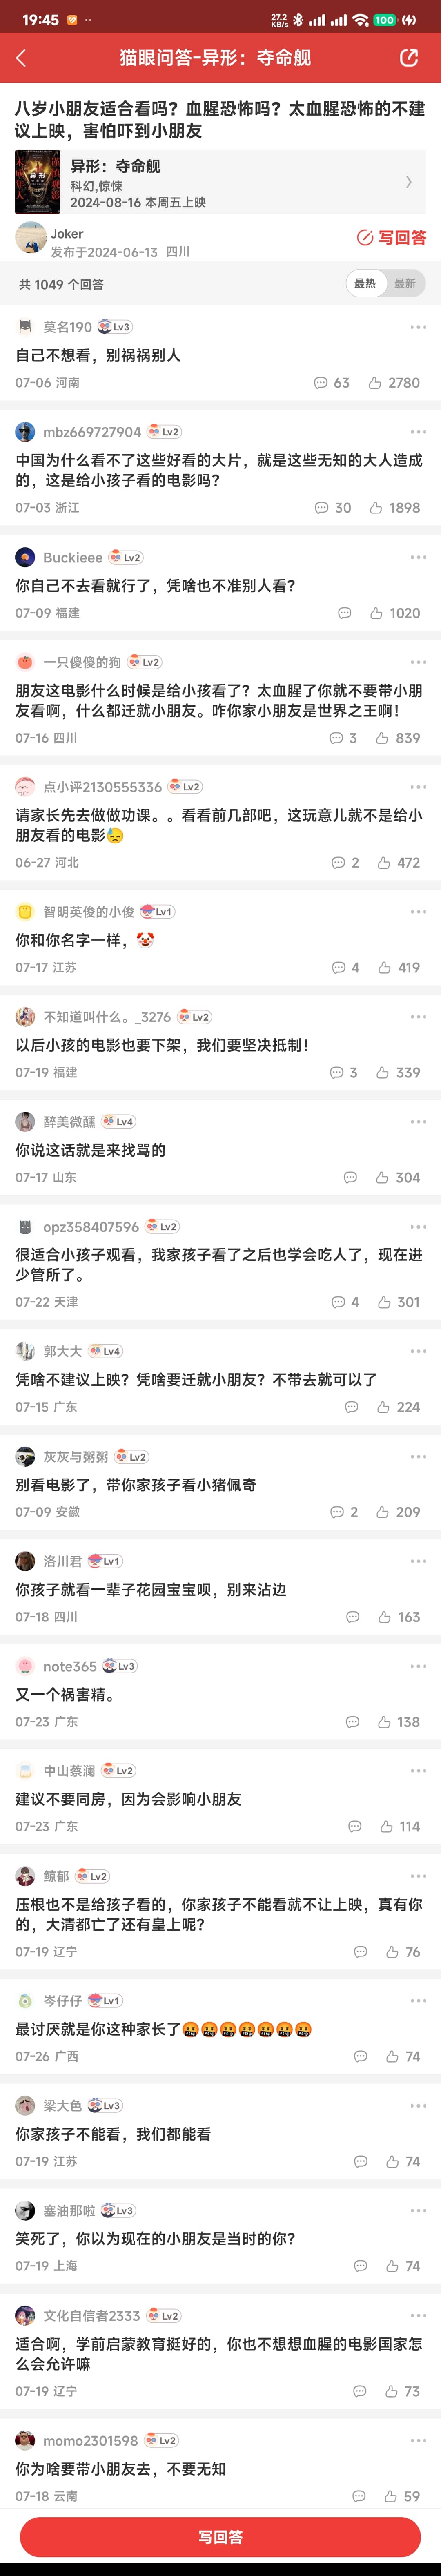 19:45
27.2
KB/s
100
猫眼问答-异形：夺命舰
八岁小朋友适合看吗？血腥恐怖吗？太血腥恐怖的不建
议上映，害怕吓到小朋友
异形
异形：夺命舰
科幻,惊悚
2024-08-16 本周五上映
Joker
发布于2024-06-13 四川
写回答
共 1049 个回答
最热
最新
莫名190 Lv3
自己不想看，别祸祸别人
07-06 河南
63
2780
mbz669727904 Lv2
中国为什么看不了这些好看的大片，就是这些无知的大人造成
的，这是给小孩子看的电影吗？
07-03 浙江
30
1898
Buckieee Lv2
你自己不去看就行了，凭啥也不准别人看？
07-09 福建
1020
一只傻傻的狗 Lv2
朋友这电影什么时候是给小孩看了？太血腥了你就不要带小朋
友看啊，什么都迁就小朋友。咋你家小朋友是世界之王啊！
07-16 四川
3
839
点小评2130555336 Lv2
请家长先去做做功课。。看看前几部吧，这玩意儿就不是给小
朋友看的电影😓
06-27 河北
2
472
智明英俊的小俊 Lv1
你和你名字一样，🤡
07-17 江苏
4
419
不知道叫什么。_3276 Lv2
以后小孩的电影也要下架，我们要坚决抵制！
07-19 福建
3
339
醉美微醺 Lv4
你说这话就是来找骂的
07-17 山东
304
opz358407596 Lv2
很适合小孩子观看，我家孩子看了之后也学会吃人了，现在进
少管所了。
07-22 天津
4
301
郭大大 Lv4
凭啥不建议上映？凭啥要迁就小朋友？不带去就可以了
07-15 广东
224
灰灰与粥粥 Lv2
别看电影了，带你家孩子看小猪佩奇
07-09 安徽
2
209
洛川君 Lv1
你孩子就看一辈子花园宝宝呗，别来沾边
07-18 四川
163
note365 Lv3
又一个祸害精。
07-23 广东
138
中山蔡澜 Lv2
建议不要同房，因为会影响小朋友
07-23 广东
114
鲸郁 Lv2
压根也不是给孩子看的，你家孩子不能看就不让上映，真有你
的，大清都亡了还有皇上呢？
07-19 辽宁
76
岑仔仔 Lv1
最讨厌就是你这种家长了🤬🤬🤬🤬🤬🤬🤬
07-26 广西
74
梁大色 Lv3
你家孩子不能看，我们都能看
07-19 江苏
74
塞油那啦 Lv3
笑死了，你以为现在的小朋友是当时的你？
07-19 上海
74
文化自信者2333 Lv2
适合啊，学前启蒙教育挺好的，你也不想想血腥的电影国家怎
么会允许嘛
07-19 辽宁
73
momo2301598 Lv2
你为啥要带小朋友去，不要无知
07-18 云南
59
写回答